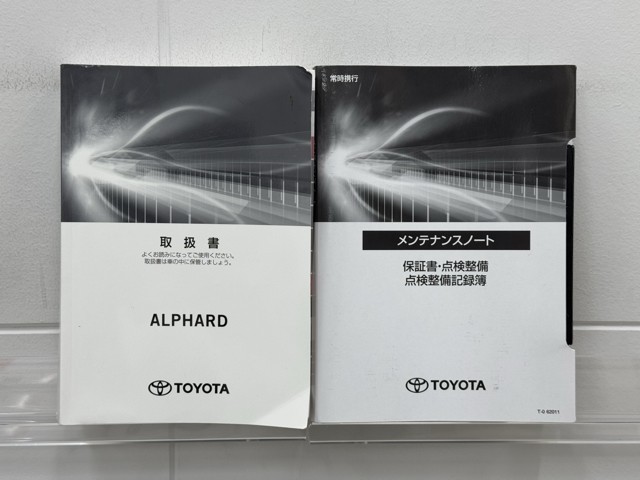 取扱書
よくお読みになってご使用ください。
取扱書は車の中に保管しましょう。
ALPHARD
TOYOTA
常時携行
メンテナンスノート
保証書・点検整備
点検整備記録簿
TOYOTA
T-0 62011